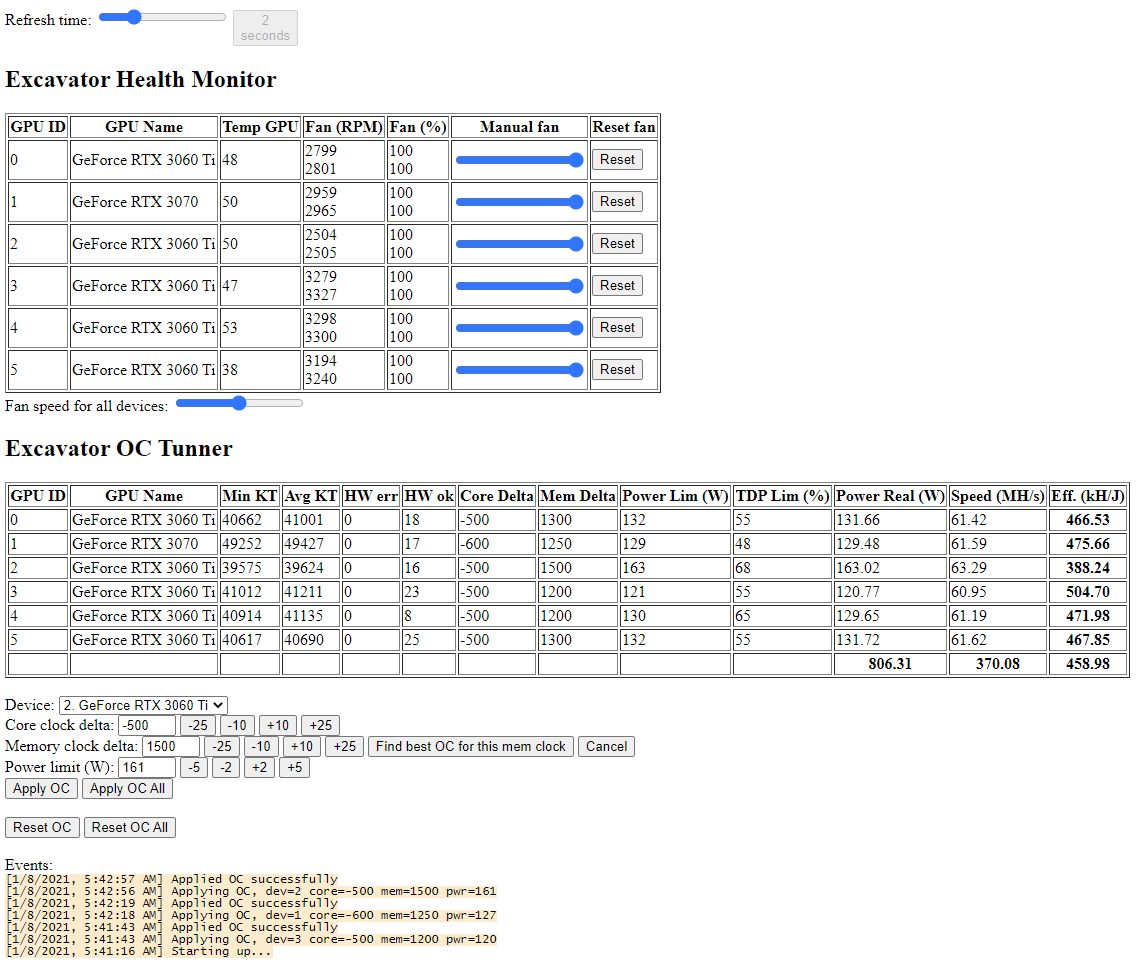 Refresh time: 2 seconds
Excavator Health Monitor
GPU ID GPU Name Temp GPU Fan (RPM) Fan (%) Manual fan Reset fan
0 GeForce RTX 3060 Ti 48 2799 2801 100 100 Reset
1 GeForce RTX 3070 50 2959 2965 100 100 Reset
2 GeForce RTX 3060 Ti 50 2504 2505 100 100 Reset
3 GeForce RTX 3060 Ti 47 3279 3327 100 100 Reset
4 GeForce RTX 3060 Ti 53 3298 3300 100 100 Reset
5 GeForce RTX 3060 Ti 38 3194 3240 100 100 Reset
Fan speed for all devices:
Excavator OC Tunner
GPU ID GPU Name Min KT Avg KT HW err HW ok Core Delta Mem Delta Power Lim (W) TDP Lim (%) Power Real (W) Speed (MH/s) Eff. (kH/J)
0 GeForce RTX 3060 Ti 40662 41001 0 18 -500 1300 132 55 131.66 61.42 466.53
1 GeForce RTX 3070 49252 49427 0 17 -600 1250 129 48 129.48 61.59 475.66
2 GeForce RTX 3060 Ti 39575 39624 0 16 -500 1500 163 68 163.02 63.29 388.24
3 GeForce RTX 3060 Ti 41012 41211 0 23 -500 1200 121 55 120.77 60.95 504.70
4 GeForce RTX 3060 Ti 40914 41135 0 8 -500 1200 130 65 129.65 61.19 471.98
5 GeForce RTX 3060 Ti 40617 40690 0 25 -500 1300 132 55 131.72 61.62 467.85
806.31 370.08 458.98
Device: 2. GeForce RTX 3060 Ti
Core clock delta: -500 -25 -10 +10 +25
Memory clock delta: 1500 -25 -10 +10 +25 Find best OC for this mem clock Cancel
Power limit (W): 161 -5 -2 +2 +5
Apply OC Apply OC All
Reset OC Reset OC All
Events:
[1/8/2021, 5:42:57 AM] Applied OC successfully
[1/8/2021, 5:42:56 AM] Applying OC, dev=2 core=-500 mem=1500 pwr=161
[1/8/2021, 5:42:19 AM] Applied OC successfully
[1/8/2021, 5:42:18 AM] Applying OC, dev=1 core=-600 mem=1250 pwr=127
[1/8/2021, 5:41:43 AM] Applied OC successfully
[1/8/2021, 5:41:43 AM] Applying OC, dev=3 core=-500 mem=1200 pwr=120
[1/8/2021, 5:41:16 AM] Starting up...